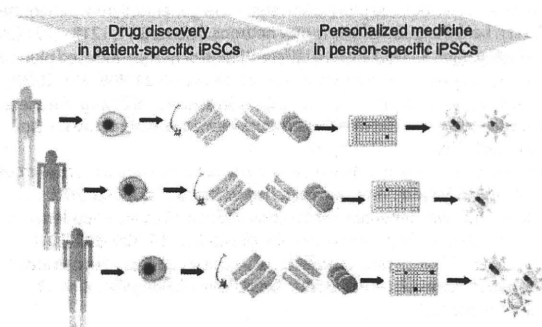 Drug discovery
in patient-specific iPSCs
Personalized medicine
in person-specific iPSCs